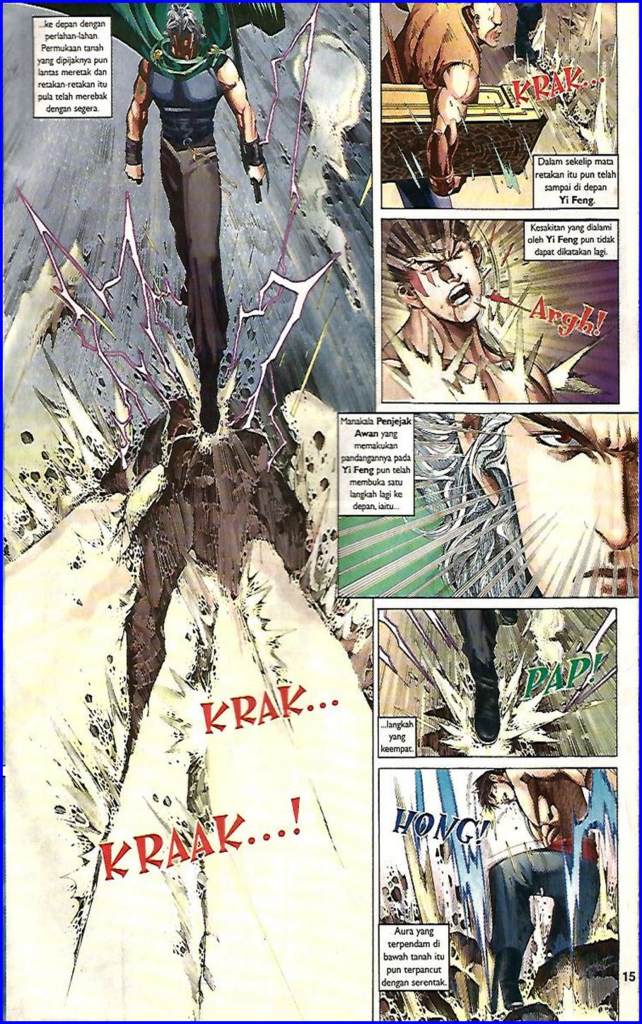 ...ke depan dengan
perlahan-lahan.
Permukaan tanah
yang dipijaknya pun
lantas meretak dan
retakan-retakan itu
pula telah merebak
dengan segera.
KRAK...
Dalam sekelip mata
retakan itu pun telah
sampai di depan
Yi Feng.
Kesakitan yang dialami
oleh Yi Feng pun tidak
dapat dikatakan lagi.
Argh!
Manakala Penjejak
Awan yang
memakukan
pandangannya pada
Yi Feng pun telah
membuka satu
langkah lagi ke
depan, iaitu...
KRAK...
KRAAK...!
PAP!
...langkah
yang
keempat.
HONG!
Aura yang
terpendam di
bawah tanah itu
pun terpancut
dengan serentak.
15